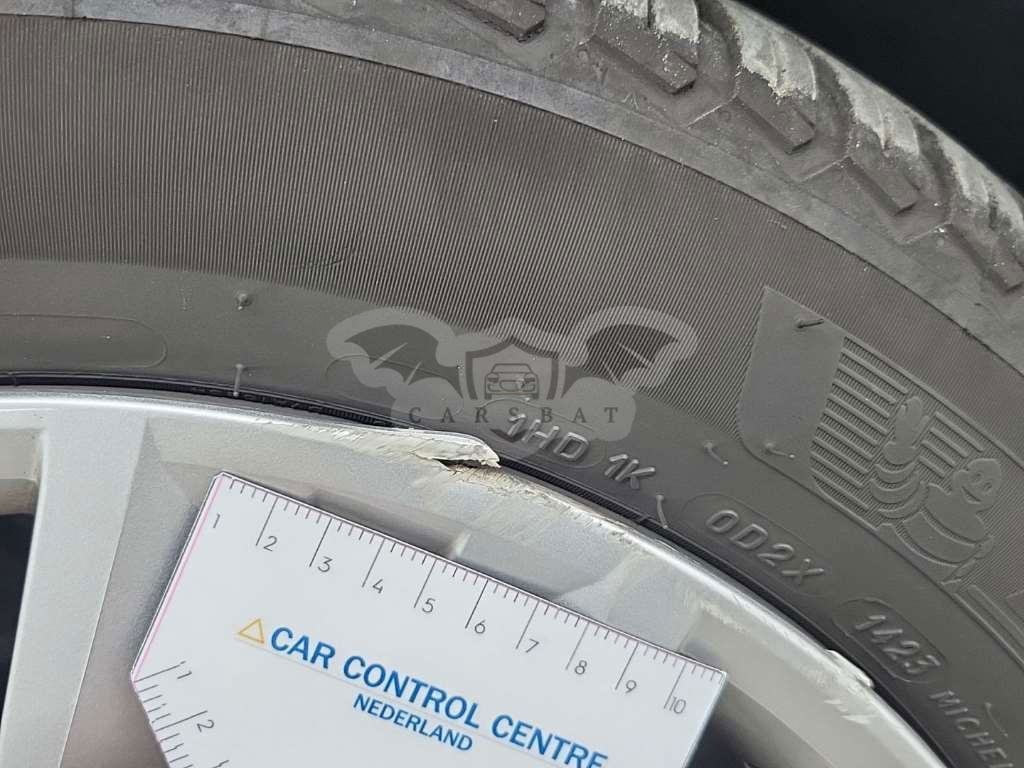 CARSBAT
1HD 1K
0D2X
1423
1 2 3 4 5 6 7 8 9 10
1
2
CAR CONTROL CENTRE
NEDERLAND